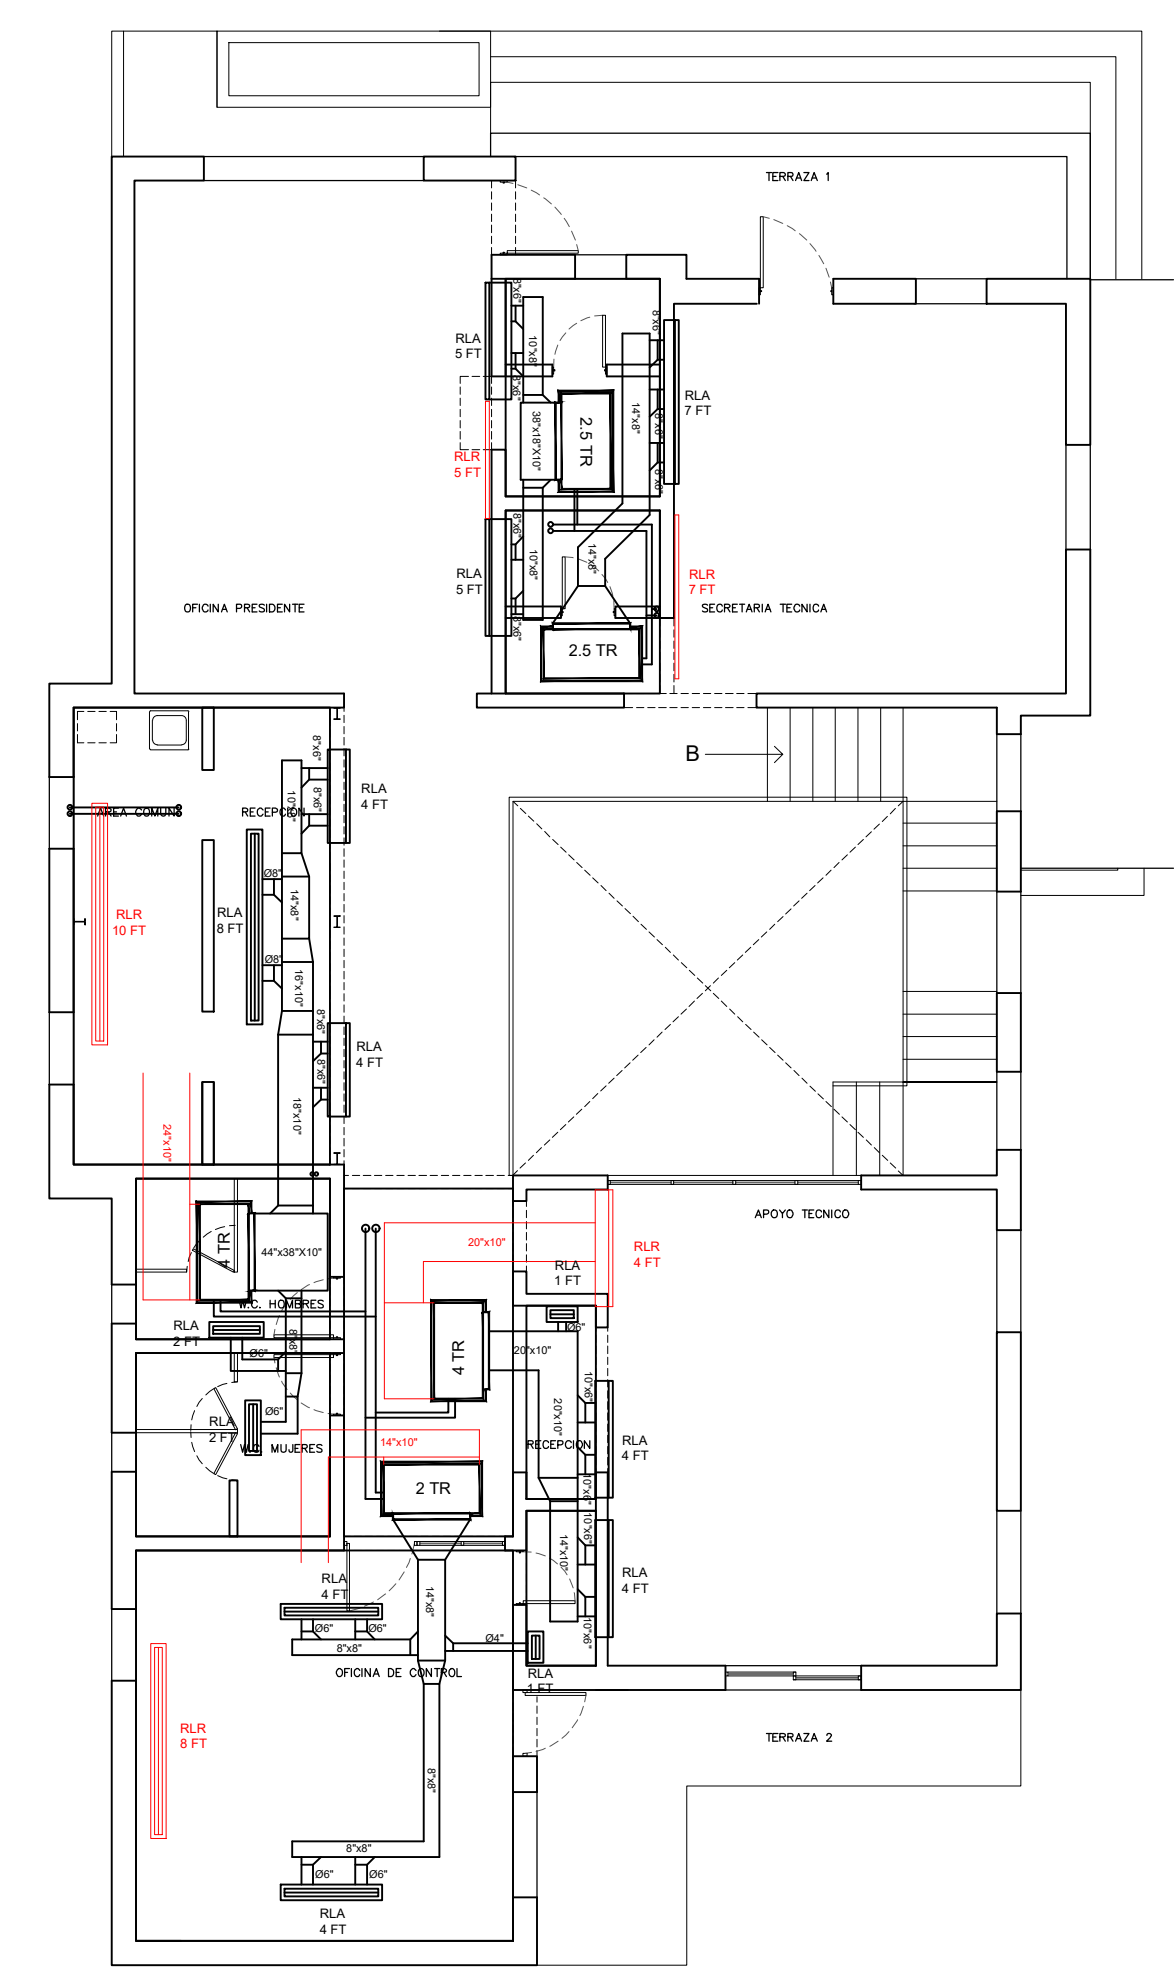 TERRAZA 1
8"x6"
10"x8"
8"x6"
RLA
5 FT
8"x6"
RLA
7 FT
14"x8"
8"x6"
8"x6"
38"x18"X10"
2.5 TR
RLR
5 FT
8"x6"
10"x8"
14"x8"
RLA
5 FT
8"x6"
RLR
7 FT
OFICINA PRESIDENTE
SECRETARIA TECNICA
2.5 TR
B
8"x6"
8"x6"
RLA
4 FT
AREA COMUN
RECEPCION
Ø8"
14"x8"
RLR
10 FT
RLA
8 FT
Ø8"
16"x10"
8"x6"
8"x6"
RLA
4 FT
18"x10"
24"x10"
APOYO TECNICO
4 TR
44"x38"X10"
20"x10"
RLR
4 FT
RLA
1 FT
W.C. HOMBRES
RLA
2 FT
Ø6"
8"x8"
Ø6"
4 TR
20"x10"
10"x6"
20"x10"
Ø6"
RLA
2 FT
W.C. MUJERES
14"x10"
RECEPCION
RLA
4 FT
10"x6"
2 TR
10"x6"
14"x10"
RLA
4 FT
10"x6"
RLA
4 FT
14"x8"
Ø6"
Ø6"
8"x8"
Ø4"
OFICINA DE CONTROL
RLA
1 FT
RLR
8 FT
TERRAZA 2
8"x8"
8"x8"
Ø6"
Ø6"
RLA
4 FT